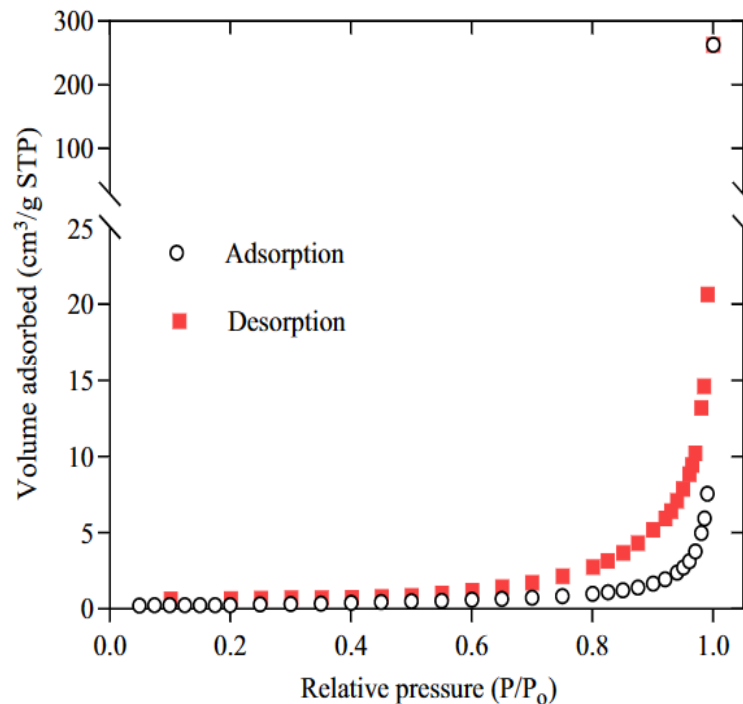 300
200
100
25
20
15
10
5
0
Volume adsorbed (cm³/g STP)
Adsorption
Desorption
0.0 0.2 0.4 0.6 0.8 1.0
Relative pressure (P/Pₒ)